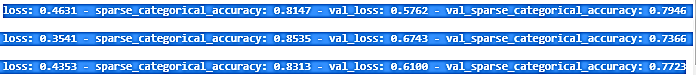 loss: 0.4631 - sparse_categorical_accuracy: 0.8147 - val_loss: 0.5762 - val_sparse_categorical_accuracy: 0.7946
loss: 0.3541 - sparse_categorical_accuracy: 0.8535 - val_loss: 0.6743 - val_sparse_categorical_accuracy: 0.7366
loss: 0.4353 - sparse_categorical_accuracy: 0.8313 - val_loss: 0.6100 - val_sparse_categorical_accuracy: 0.7723